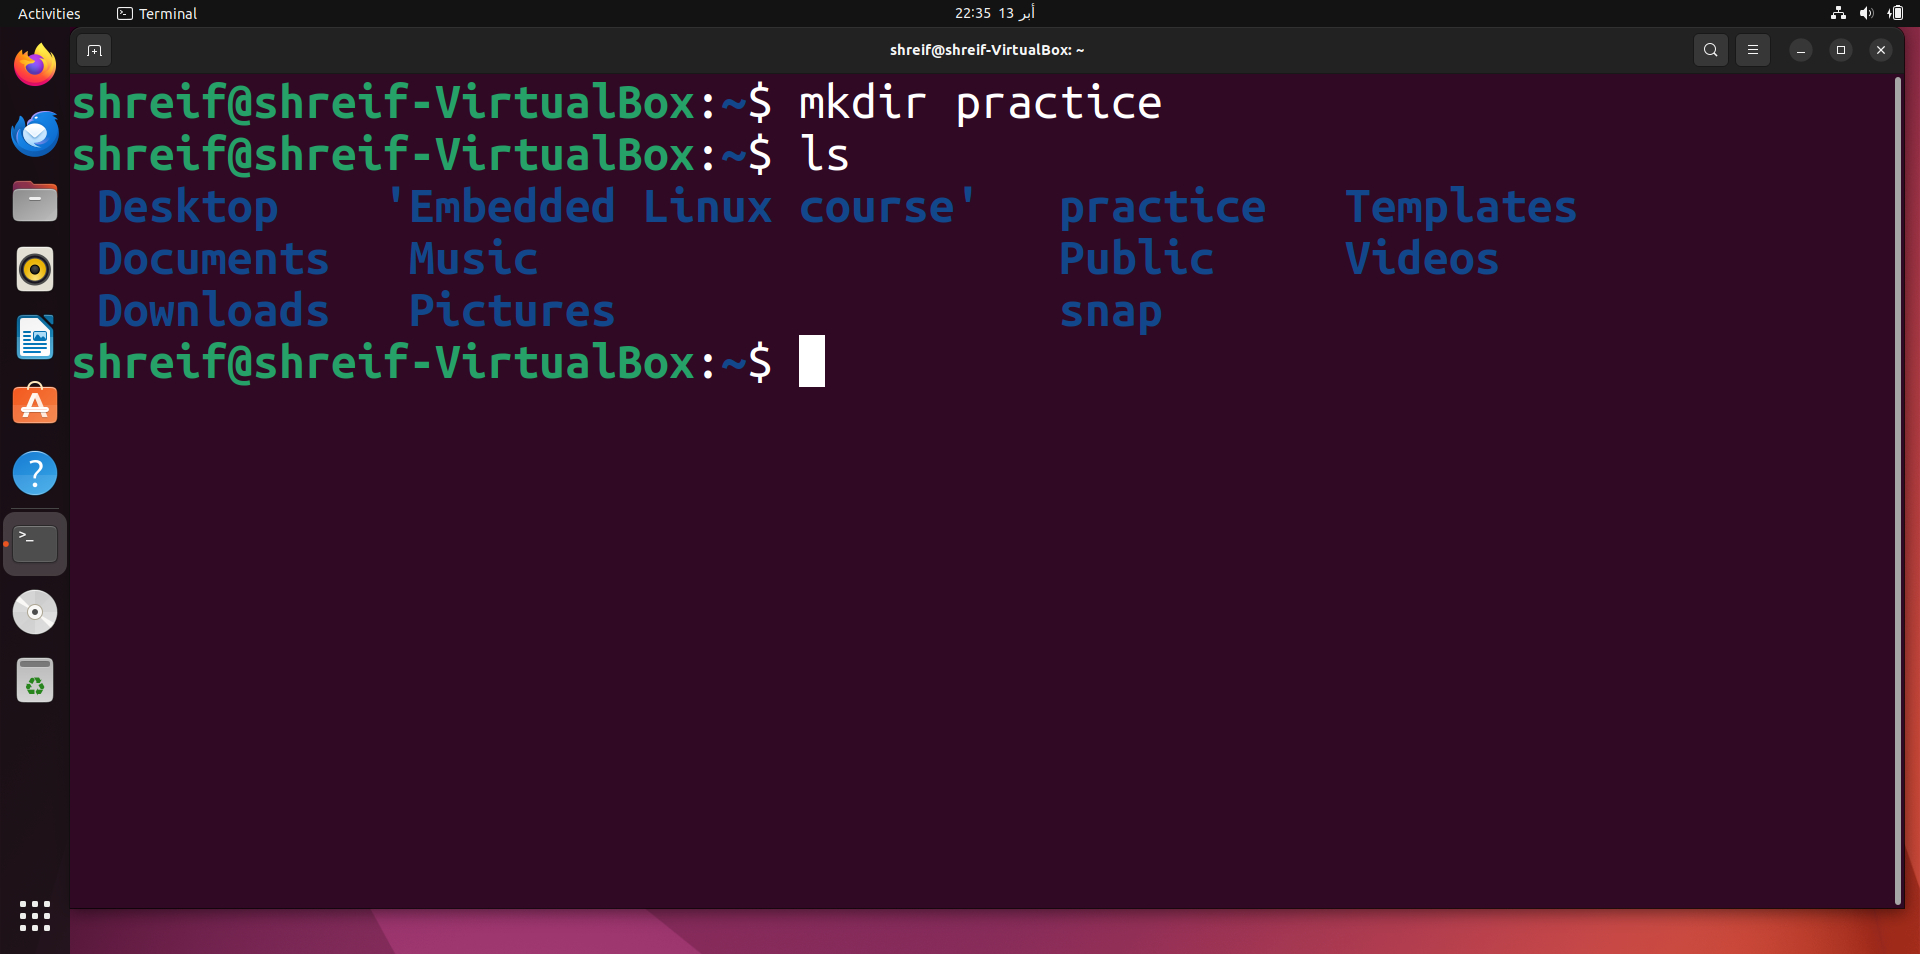 Activities Terminal 22:35 13 أبر
shreif@shreif-VirtualBox: ~
shreif@shreif-VirtualBox:~$ mkdir practice
shreif@shreif-VirtualBox:~$ ls
Desktop 'Embedded Linux course' practice Templates
Documents Music Public Videos
Downloads Pictures snap
shreif@shreif-VirtualBox:~$